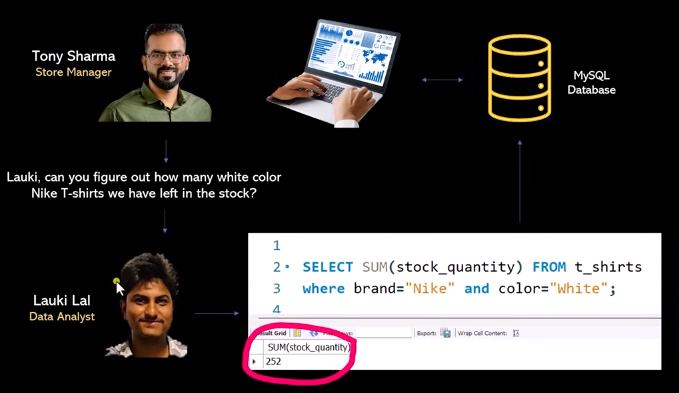 Tony Sharma
Store Manager
MySQL
Database
Lauki, can you figure out how many white color
Nike T-shirts we have left in the stock?
Lauki Lal
Data Analyst
1
2 SELECT SUM(stock_quantity) FROM t_shirts
3 where brand="Nike" and color="White";
4
Grid Export: Wrap Cell Content:
SUM(stock_quantity)
252